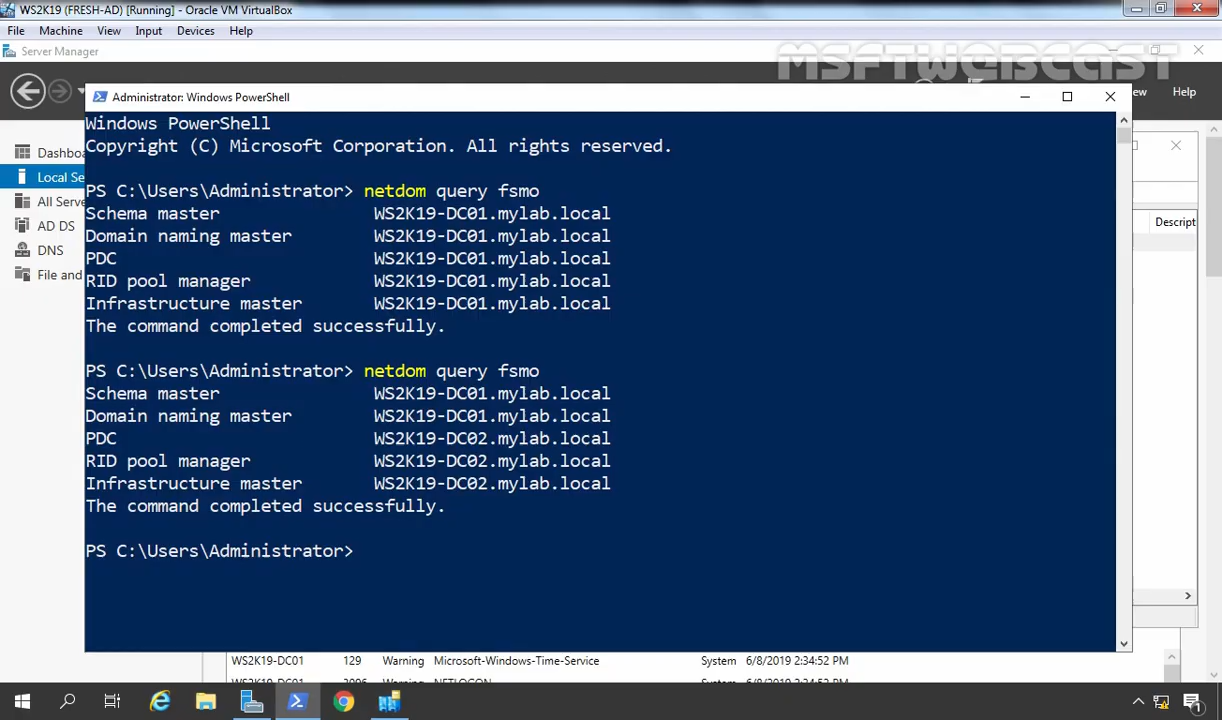 WS2K19 (FRESH-AD) [Running] - Oracle VM VirtualBox
File Machine View Input Devices Help
Server Manager
MSFTWEBCAST
Help
Administrator: Windows PowerShell
Windows PowerShell
Copyright (C) Microsoft Corporation. All rights reserved.
Dashboa
Local Se
All Serve
AD DS
DNS
File and
Descript
PS C:\Users\Administrator> netdom query fsmo
Schema master WS2K19-DC01.mylab.local
Domain naming master WS2K19-DC01.mylab.local
PDC WS2K19-DC01.mylab.local
RID pool manager WS2K19-DC01.mylab.local
Infrastructure master WS2K19-DC01.mylab.local
The command completed successfully.
PS C:\Users\Administrator> netdom query fsmo
Schema master WS2K19-DC01.mylab.local
Domain naming master WS2K19-DC01.mylab.local
PDC WS2K19-DC02.mylab.local
RID pool manager WS2K19-DC02.mylab.local
Infrastructure master WS2K19-DC02.mylab.local
The command completed successfully.
PS C:\Users\Administrator>
WS2K19-DC01 129 Warning Microsoft-Windows-Time-Service System 6/8/2019 2:34:52 PM